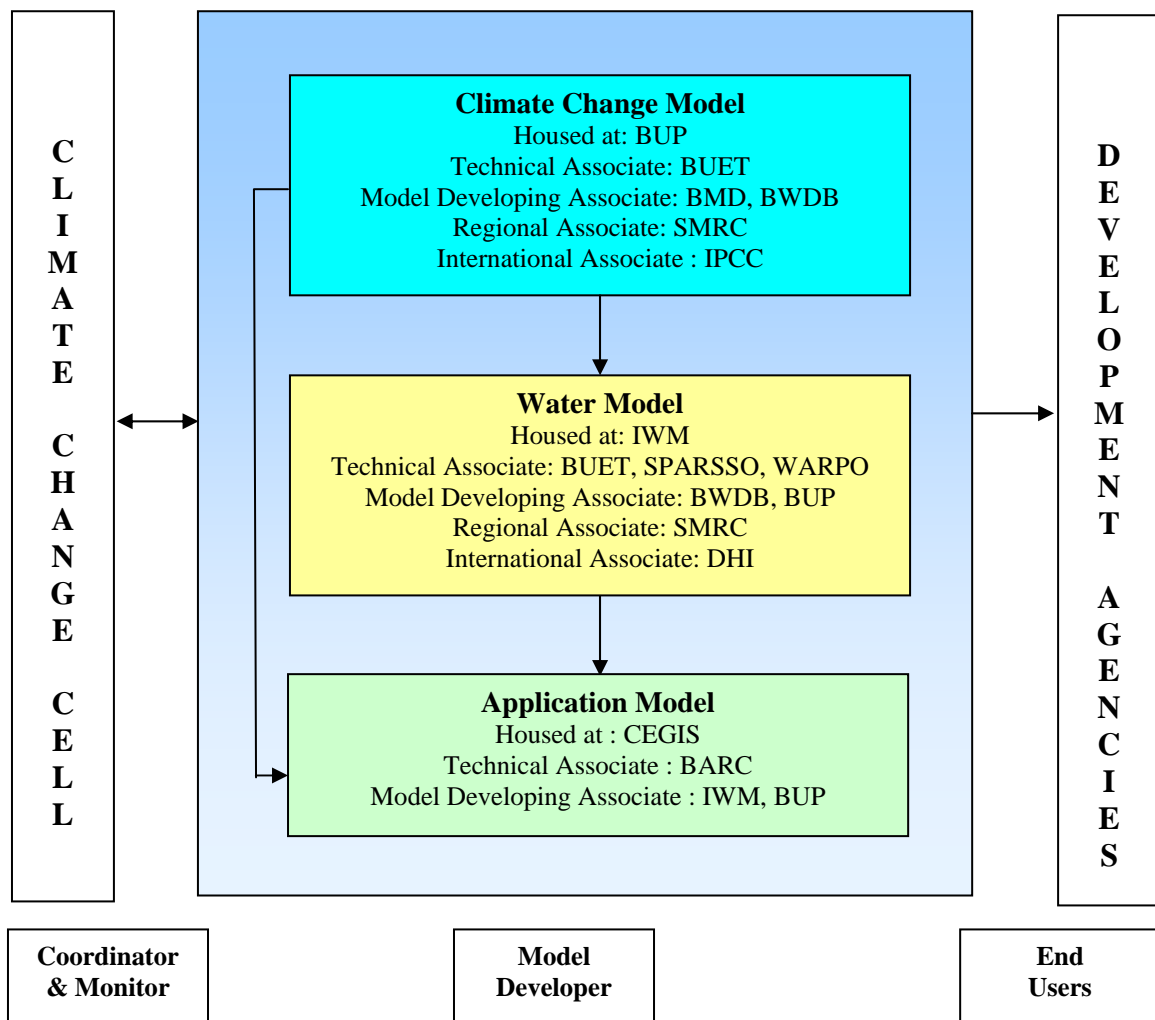 CLIMATE CHANGE CELL
Climate Change Model
Housed at: BUP
Technical Associate: BUET
Model Developing Associate: BMD, BWDB
Regional Associate: SMRC
International Associate : IPCC
Water Model
Housed at: IWM
Technical Associate: BUET, SPARSSO, WARPO
Model Developing Associate: BWDB, BUP
Regional Associate: SMRC
International Associate: DHI
Application Model
Housed at : CEGIS
Technical Associate : BARC
Model Developing Associate : IWM, BUP
DEVELOPMENT AGENCIES
Coordinator
& Monitor
Model
Developer
End
Users